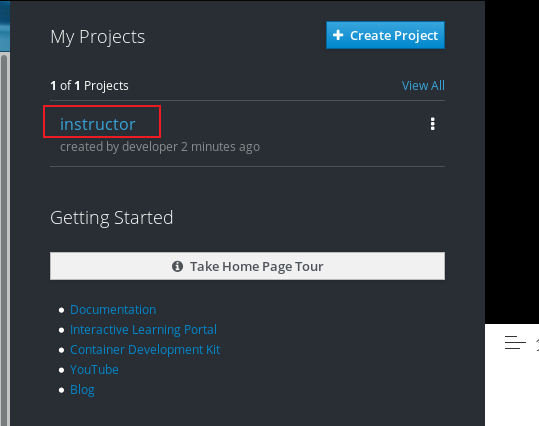 My Projects
Create Project
1 of 1 Projects
View All
instructor
created by developer 2 minutes ago
Getting Started
Take Home Page Tour
Documentation
Interactive Learning Portal
Container Development Kit
YouTube
Blog